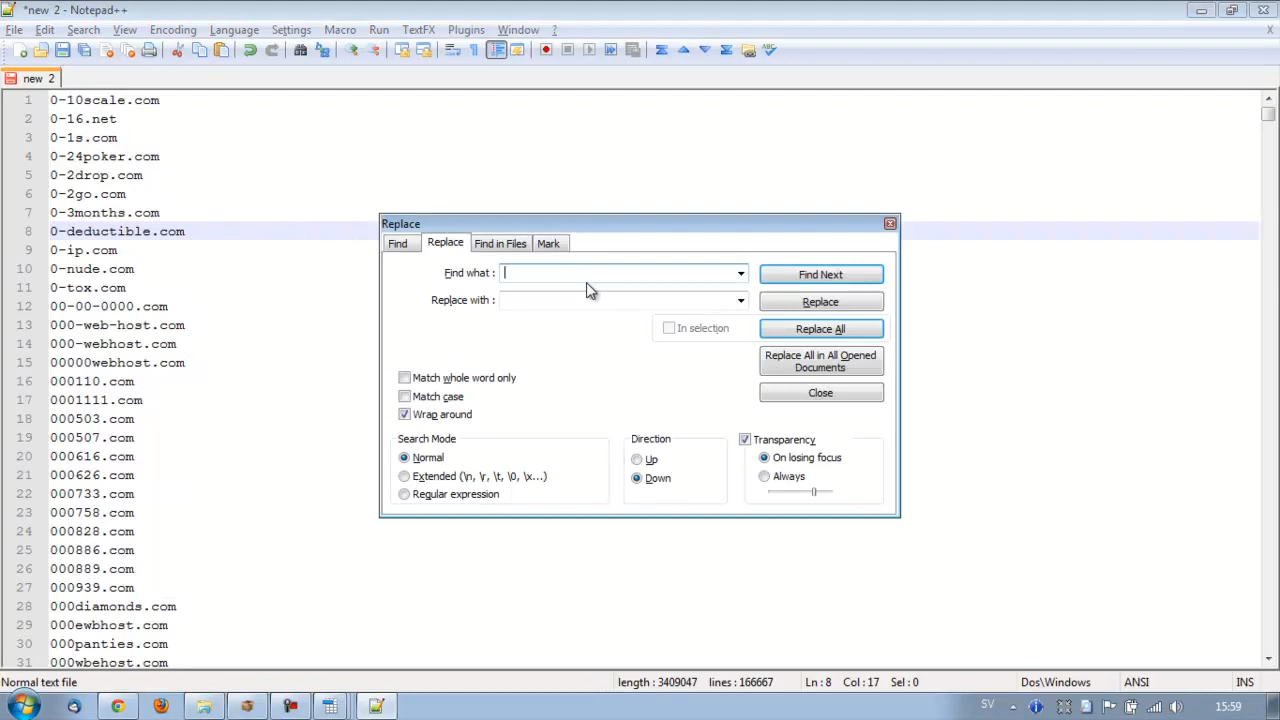 *new 2 - Notepad++
File Edit Search View Encoding Language Settings Macro Run TextFX Plugins Window ? X
new 2
1 0-10scale.com
2 0-16.net
3 0-1s.com
4 0-24poker.com
5 0-2drop.com
6 0-2go.com
7 0-3months.com
8 0-deductible.com
9 0-ip.com
10 0-nude.com
11 0-tox.com
12 00-00-0000.com
13 000-web-host.com
14 000-webhost.com
15 00000webhost.com
16 000110.com
17 0001111.com
18 000503.com
19 000507.com
20 000616.com
21 000626.com
22 000733.com
23 000758.com
24 000828.com
25 000886.com
26 000889.com
27 000939.com
28 000diamonds.com
29 000ewbhost.com
30 000panties.com
31 000wbehost.com
Replace
Find Replace Find in Files Mark
Find what : Find Next
Replace with : Replace
In selection Replace All
Replace All in All Opened
Documents
Match whole word only
Match case Close
Wrap around
Search Mode Direction Transparency
Normal Up On losing focus
Extended (\n, \r, \t, \0, \x...) Down Always
Regular expression
Normal text file length : 3409047 lines : 166667 Ln : 8 Col : 17 Sel : 0 Dos\Windows ANSI INS
SV 15:59